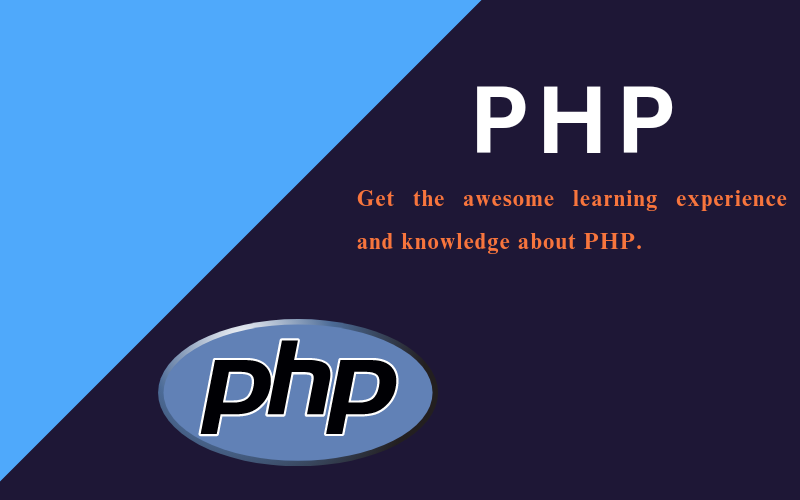 PHP
Get the awesome learning experience
and knowledge about PHP.
php